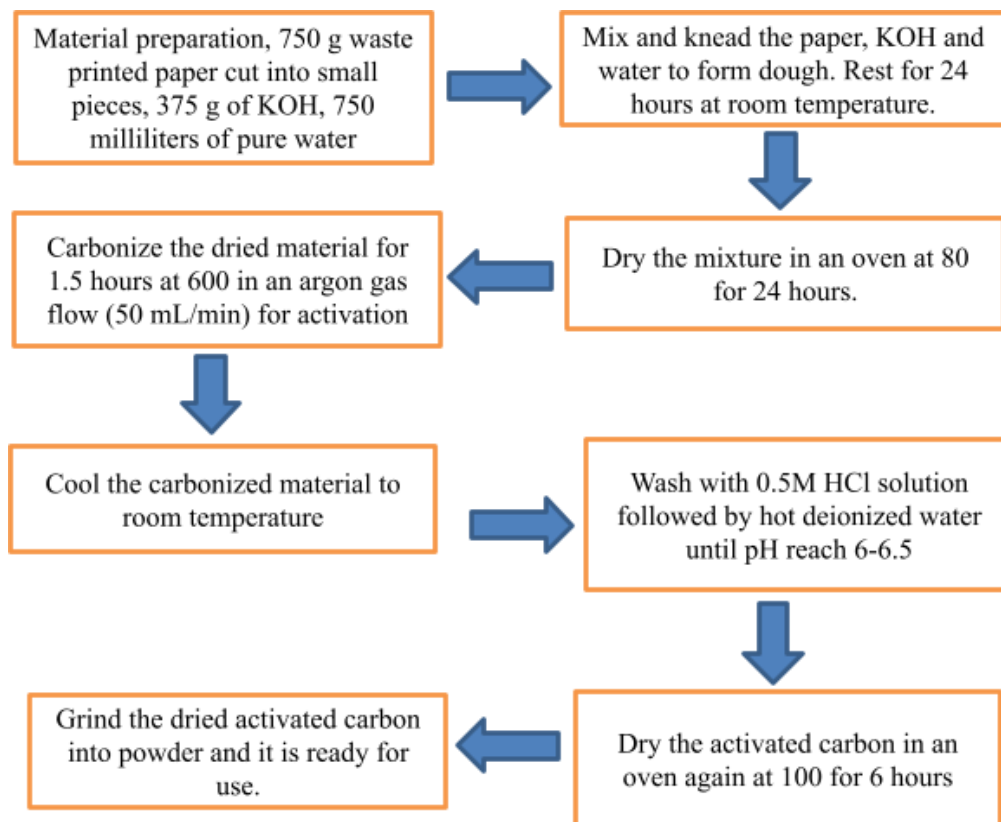 Material preparation, 750 g waste
printed paper cut into small
pieces, 375 g of KOH, 750
milliliters of pure water
Mix and knead the paper, KOH and
water to form dough. Rest for 24
hours at room temperature.
Dry the mixture in an oven at 80
for 24 hours.
Carbonize the dried material for
1.5 hours at 600 in an argon gas
flow (50 mL/min) for activation
Cool the carbonized material to
room temperature
Wash with 0.5M HCl solution
followed by hot deionized water
until pH reach 6-6.5
Dry the activated carbon in an
oven again at 100 for 6 hours
Grind the dried activated carbon
into powder and it is ready for
use.